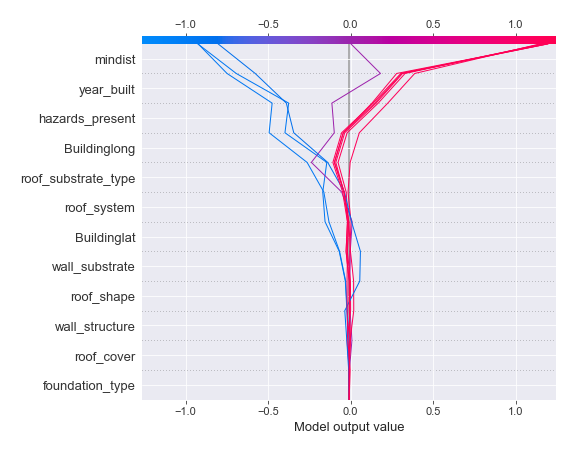 −1.0 −0.5 0.0 0.5 1.0
mindist
year_built
hazards_present
Buildinglong
roof_substrate_type
roof_system
Buildinglat
wall_substrate
roof_shape
wall_structure
roof_cover
foundation_type
−1.0 −0.5 0.0 0.5 1.0
Model output value